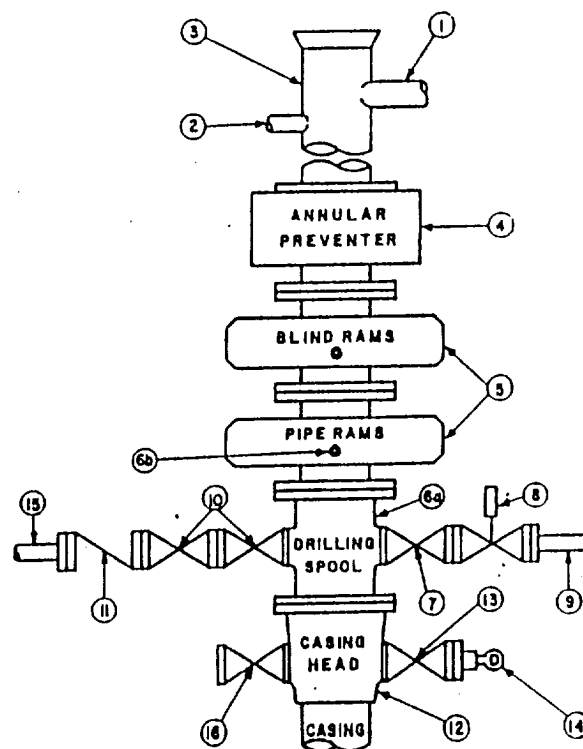 1
3
2
ANNULAR
PREVENTER
4
BLIND RAMS
5
PIPE RAMS
6b
6a
8
15
10
DRILLING
SPOOL
11
7
9
13
CASING
HEAD
16
12
14
CASING